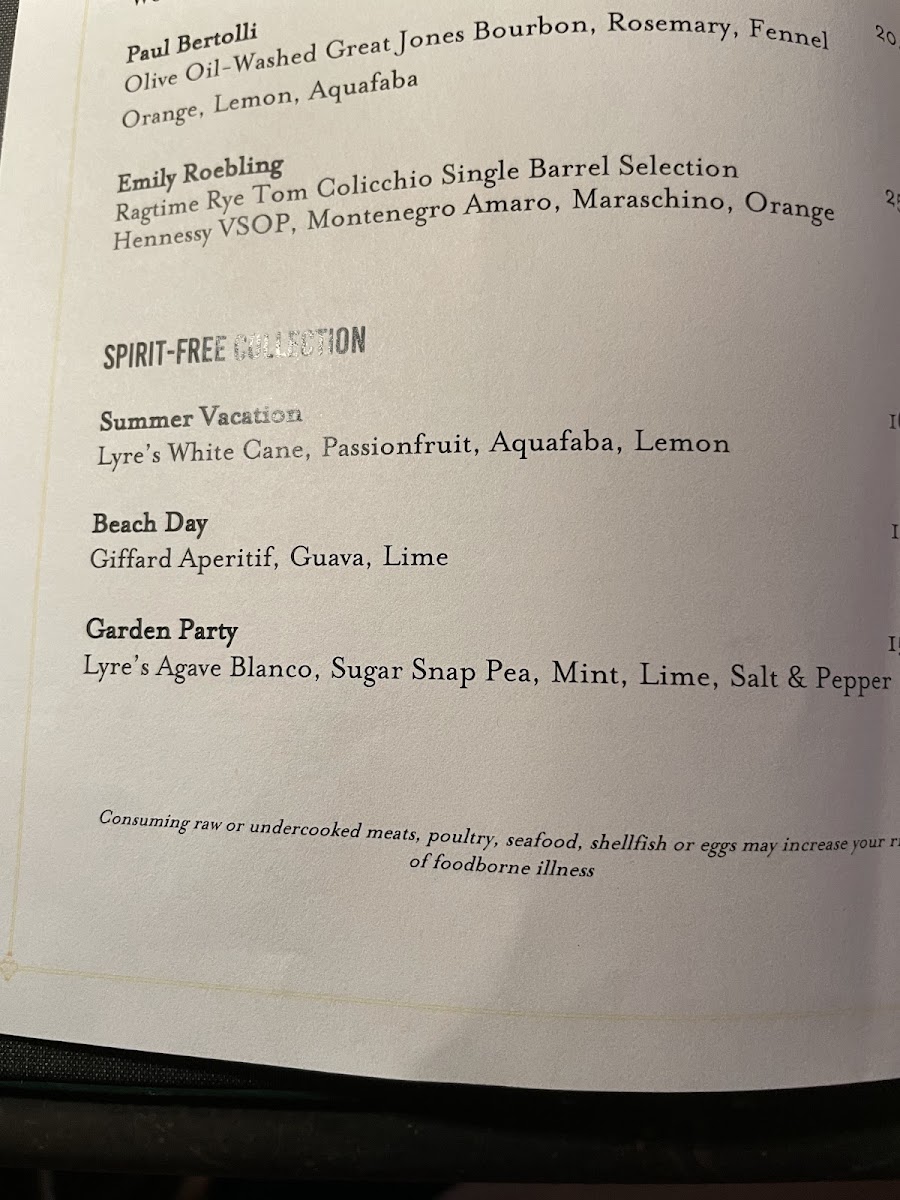 Paul Bertolli
Olive Oil-Washed Great Jones Bourbon, Rosemary, Fennel
Orange, Lemon, Aquafaba
Emily Roebling
Ragtime Rye Tom Colicchio Single Barrel Selection
Hennessy VSOP, Montenegro Amaro, Maraschino, Orange
SPIRIT-FREE COLLECTION
Summer Vacation
Lyre's White Cane, Passionfruit, Aquafaba, Lemon
Beach Day
Giffard Aperitif, Guava, Lime
Garden Party
Lyre's Agave Blanco, Sugar Snap Pea, Mint, Lime, Salt & Pepper
Consuming raw or undercooked meats, poultry, seafood, shellfish or eggs may increase your
of foodborne illness